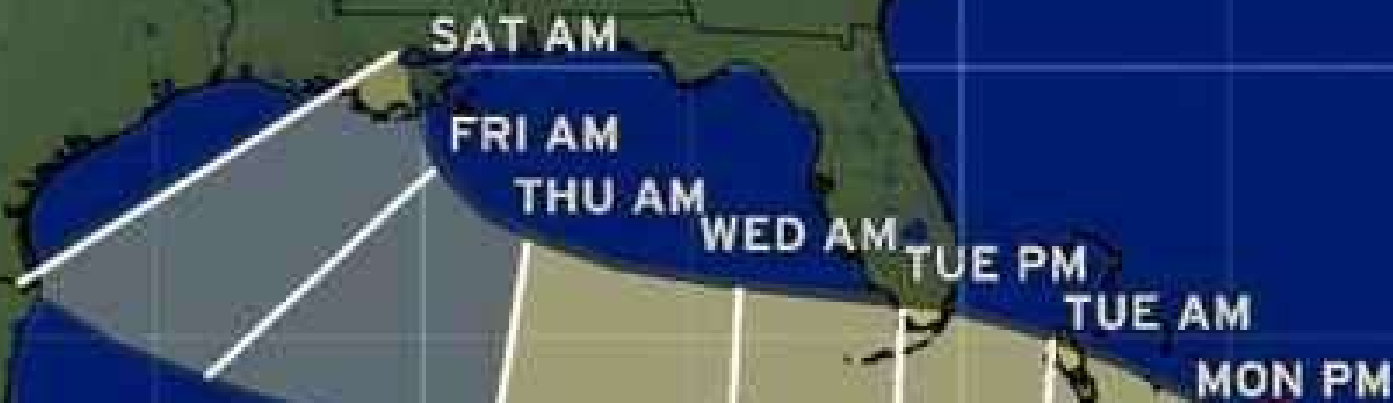 SAT AM
FRI AM
THU AM
WED AM
TUE PM
TUE AM
MON PM